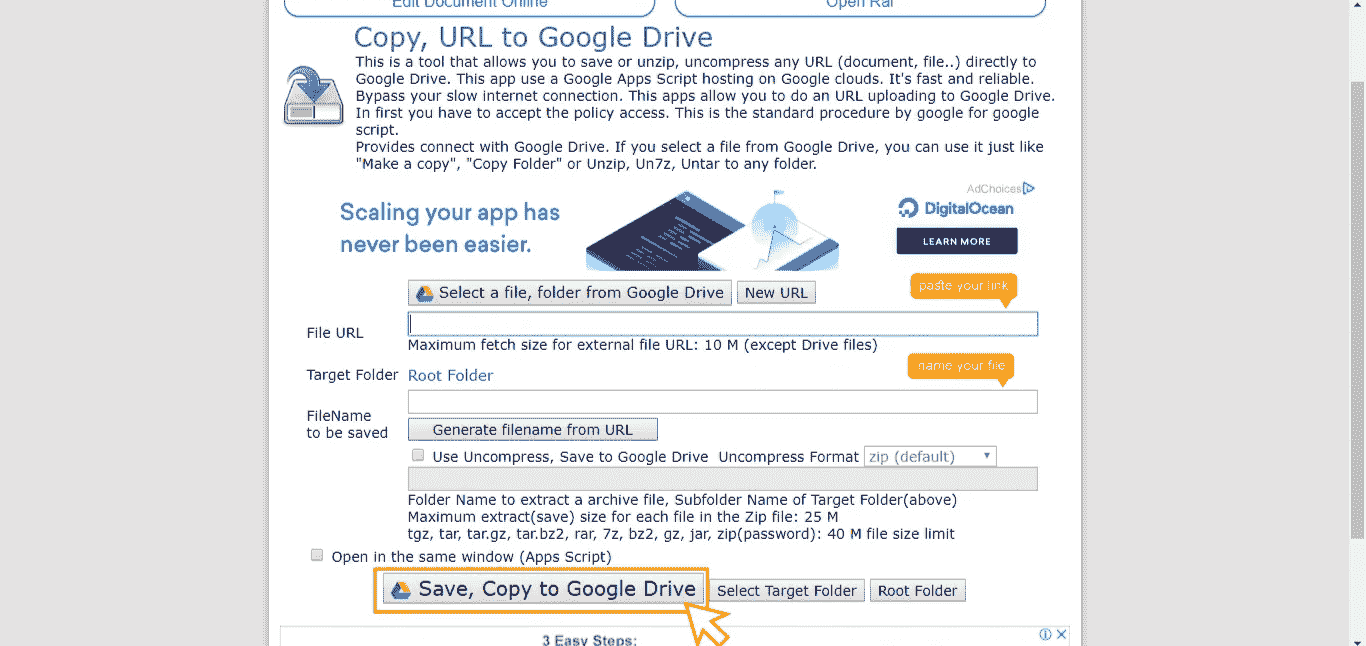 Edit Document Online
Open Rar
Copy, URL to Google Drive
This is a tool that allows you to save or unzip, uncompress any URL (document, file..) directly to
Google Drive. This app use a Google Apps Script hosting on Google clouds. It's fast and reliable.
Bypass your slow internet connection. This apps allow you to do an URL uploading to Google Drive.
In first you have to accept the policy access. This is the standard procedure by google for google
script.
Provides connect with Google Drive. If you select a file from Google Drive, you can use it just like
"Make a copy", "Copy Folder" or Unzip, Un7z, Untar to any folder.
AdChoices
Scaling your app has
never been easier.
DigitalOcean
LEARN MORE
Select a file, folder from Google Drive
New URL
paste your link
File URL
Maximum fetch size for external file URL: 10 M (except Drive files)
Target Folder
Root Folder
name your file
FileName
to be saved
Generate filename from URL
Use Uncompress, Save to Google Drive
Uncompress Format
zip (default)
Folder Name to extract a archive file, Subfolder Name of Target Folder(above)
Maximum extract(save) size for each file in the Zip file: 25 M
tgz, tar, tar.gz, tar.bz2, rar, 7z, bz2, gz, jar, zip(password): 40 M file size limit
Open in the same window (Apps Script)
Save, Copy to Google Drive
Select Target Folder
Root Folder
3 Easy Steps: